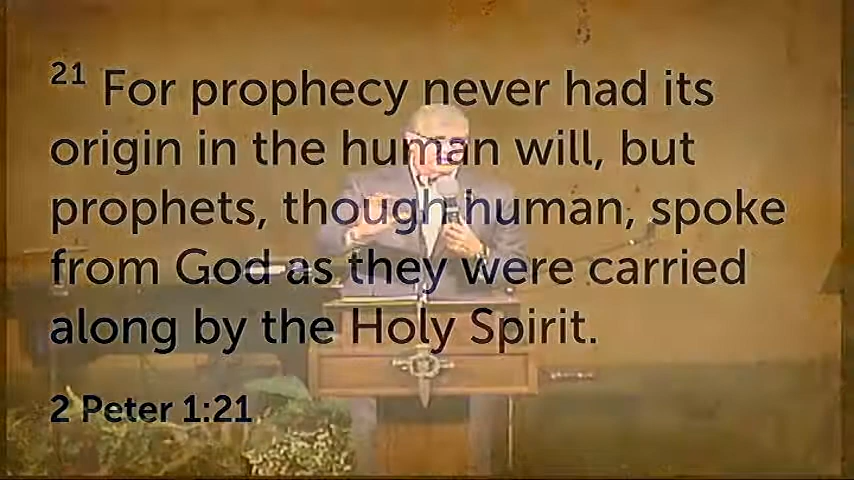 21 For prophecy never had its
origin in the human will, but
prophets, though human, spoke
from God as they were carried
along by the Holy Spirit.
2 Peter 1:21